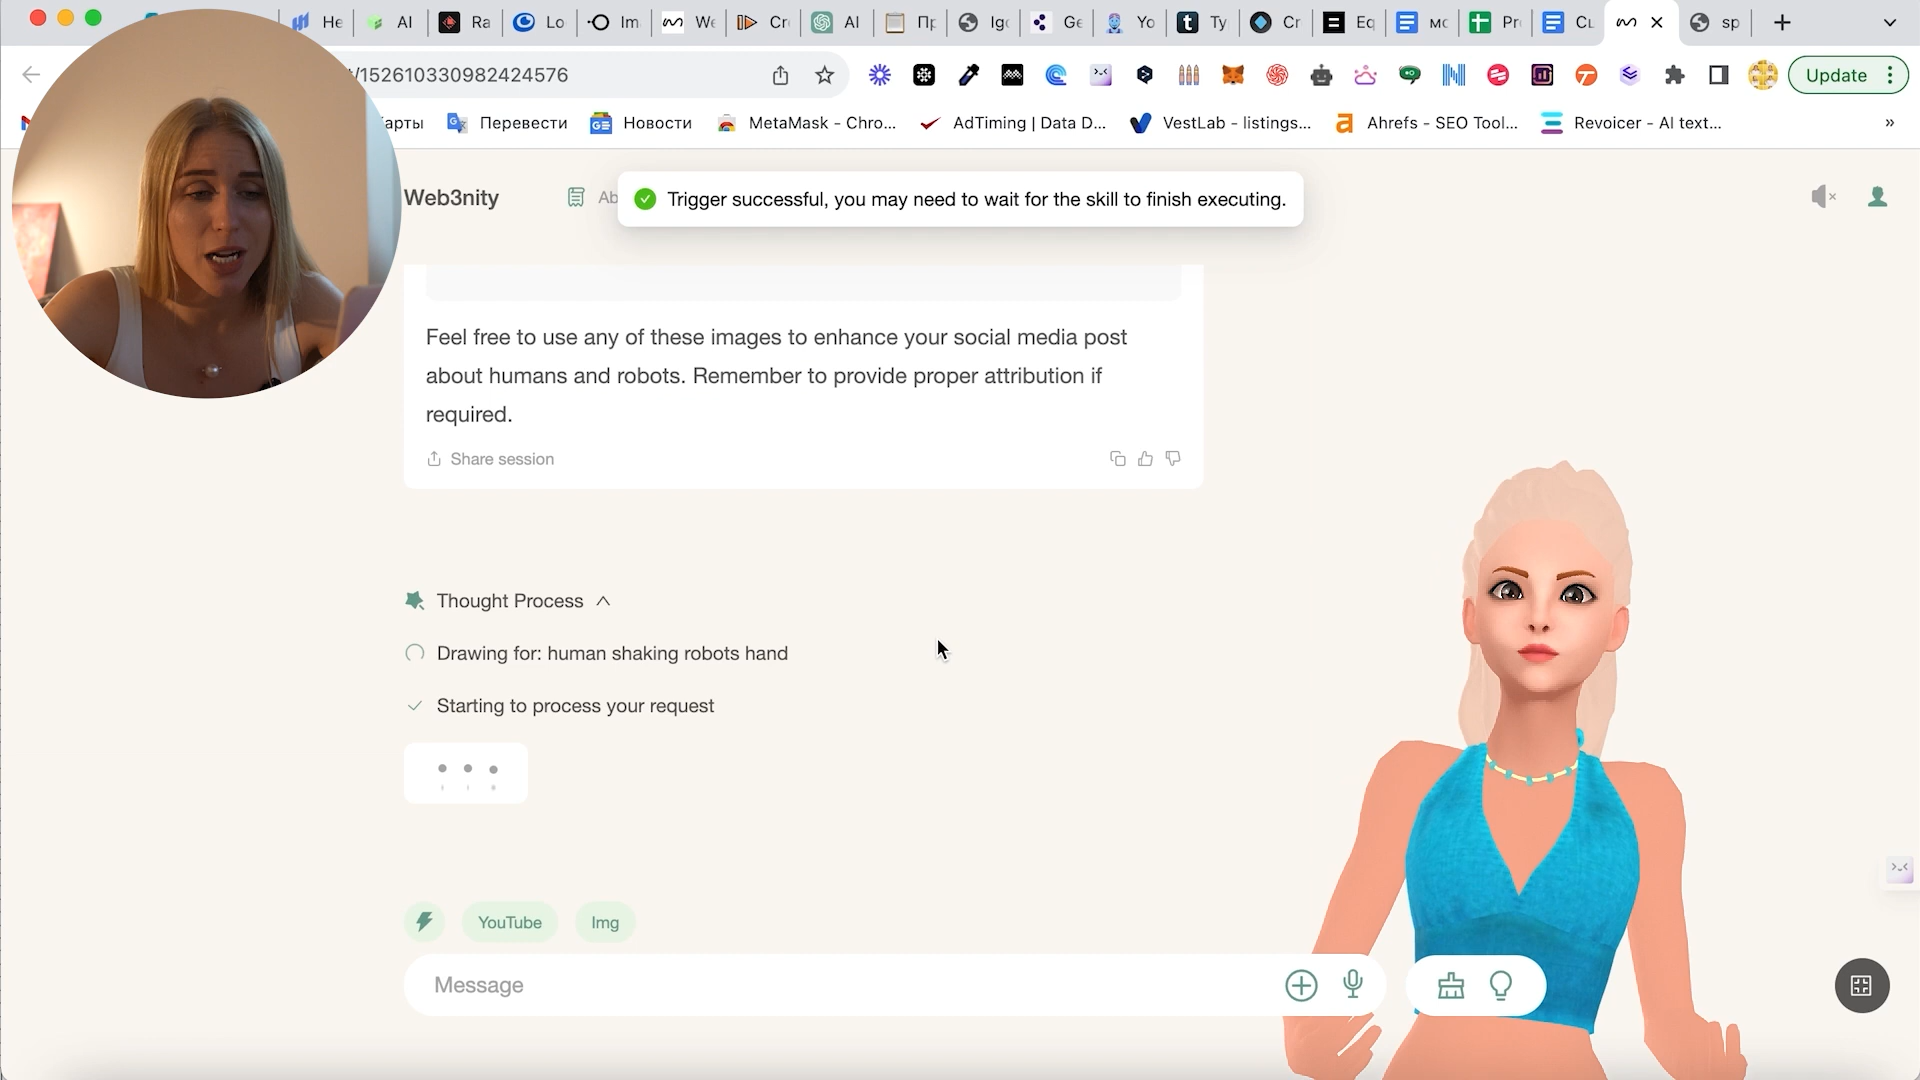 He
AI
Ra
Lo
Im
We
Cr
AI
Пр
Ig
Ge
Yo
Ty
Cr
Eq
мо
Pr
Сц
sp
/152610330982424576
Update
арты
Перевести
Новости
MetaMask - Chro...
AdTiming | Data D...
VestLab - listings...
Ahrefs - SEO Tool...
Revoicer - AI text...
»
Web3nity
Ab
Trigger successful, you may need to wait for the skill to finish executing.
Feel free to use any of these images to enhance your social media post
about humans and robots. Remember to provide proper attribution if
required.
Share session
Thought Process
Drawing for: human shaking robots hand
Starting to process your request
YouTube
Img
Message